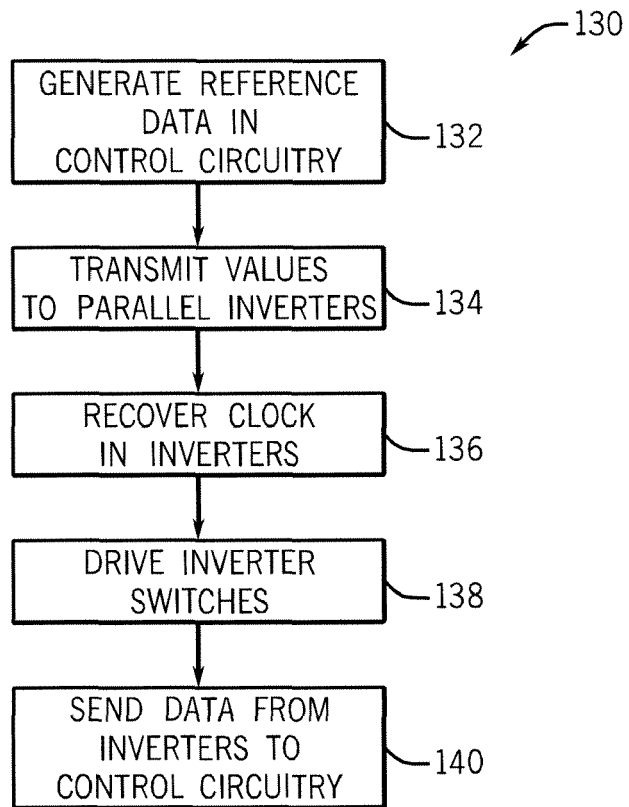 130
GENERATE REFERENCE
DATA IN
CONTROL CIRCUITRY
132
TRANSMIT VALUES
TO PARALLEL INVERTERS
134
RECOVER CLOCK
IN INVERTERS
136
DRIVE INVERTER
SWITCHES
138
SEND DATA FROM
INVERTERS TO
CONTROL CIRCUITRY
140